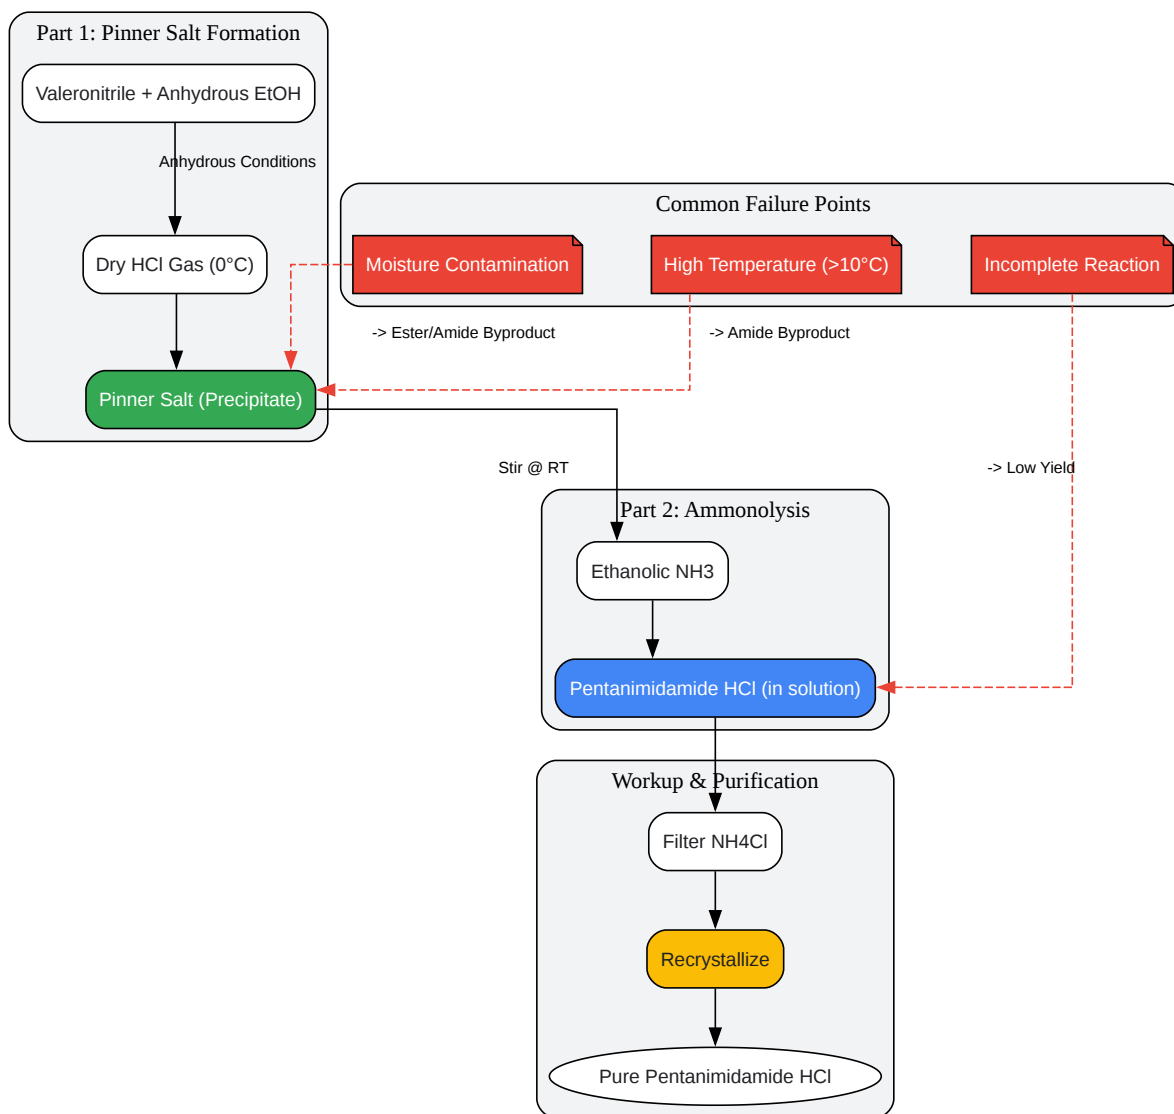 Part 1: Pinner Salt Formation
Valeronitrile + Anhydrous EtOH
Anhydrous Conditions
Dry HCl Gas (0°C)
Pinner Salt (Precipitate)
Common Failure Points
Moisture Contamination
High Temperature (>10°C)
Incomplete Reaction
-> Ester/Amide Byproduct
-> Amide Byproduct
-> Low Yield
Stir @ RT
Part 2: Ammonolysis
Ethanolic NH3
Pentanimidamide HCl (in solution)
Workup & Purification
Filter NH4Cl
Recrystallize
Pure Pentanimidamide HCl